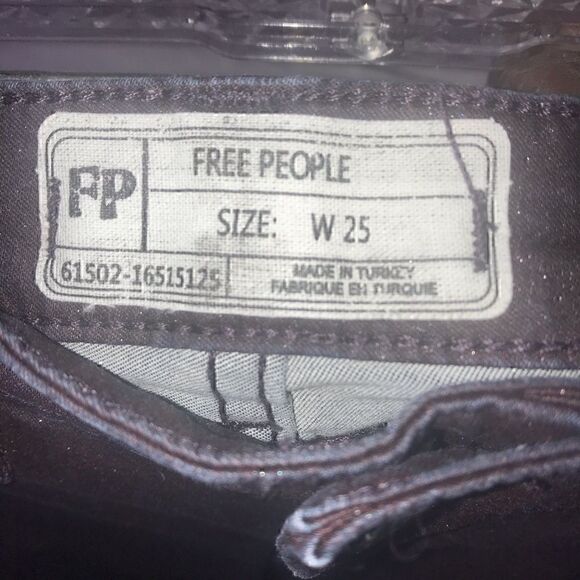 FP
FREE PEOPLE
SIZE: W 25
61502-16515125
MADE IN TURKEY
FABRIQUE EN TURQUIE